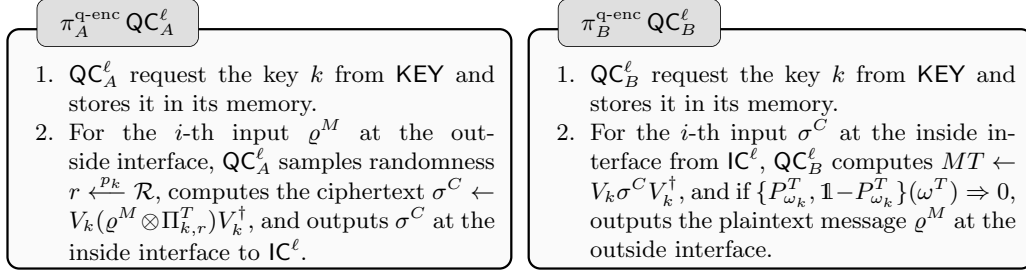 π_A^{q-enc} QC_A^ℓ
1. QC_A^ℓ request the key k from KEY and
stores it in its memory.
2. For the i-th input ϱ^M at the out-
side interface, QC_A^ℓ samples randomness
r ←^{p_k} R, computes the ciphertext σ^C ←
V_k(ϱ^M ⊗Π_{k,r}^T)V_k^†, and outputs σ^C at the
inside interface to IC^ℓ.
π_B^{q-enc} QC_B^ℓ
1. QC_B^ℓ request the key k from KEY and
stores it in its memory.
2. For the i-th input σ^C at the inside in-
terface from IC^ℓ, QC_B^ℓ computes MT ←
V_kσ^CV_k^†, and if {P_{ω_k}^T, 𝟙−P_{ω_k}^T}(ω^T) ⇒ 0,
outputs the plaintext message ϱ^M at the
outside interface.